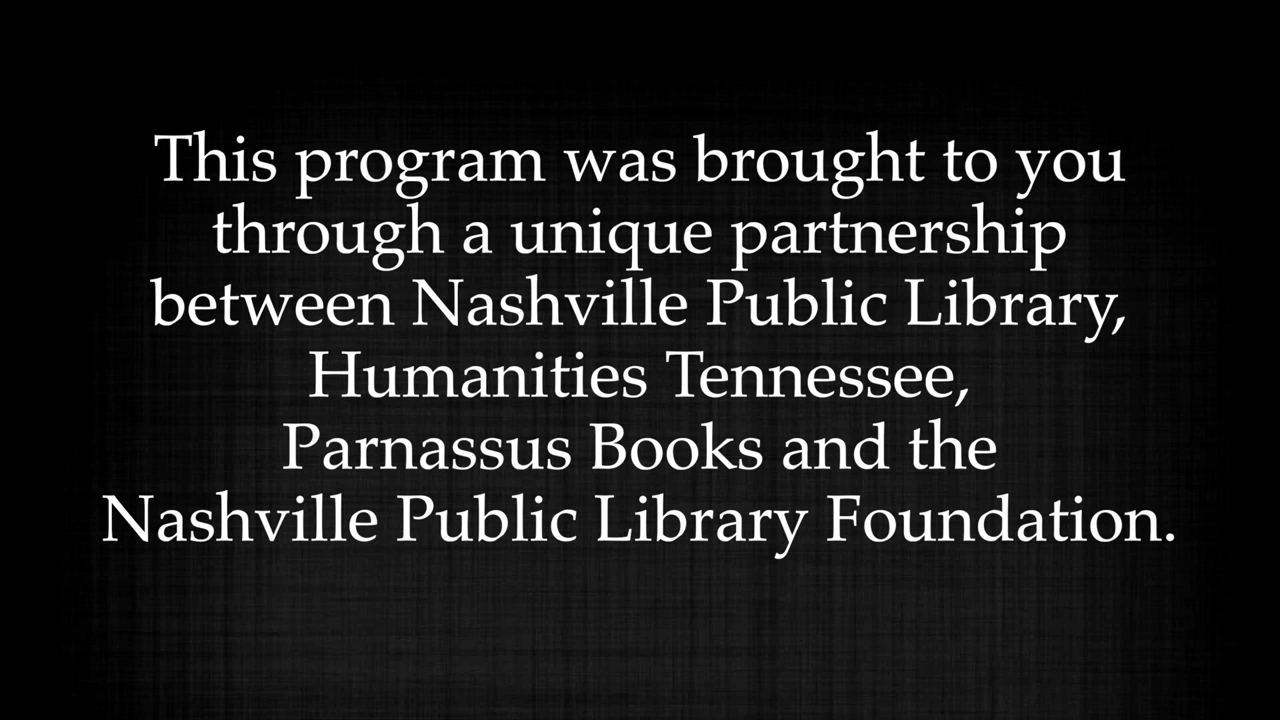 This program was brought to you
through a unique partnership
between Nashville Public Library,
Humanities Tennessee,
Parnassus Books and the
Nashville Public Library Foundation.